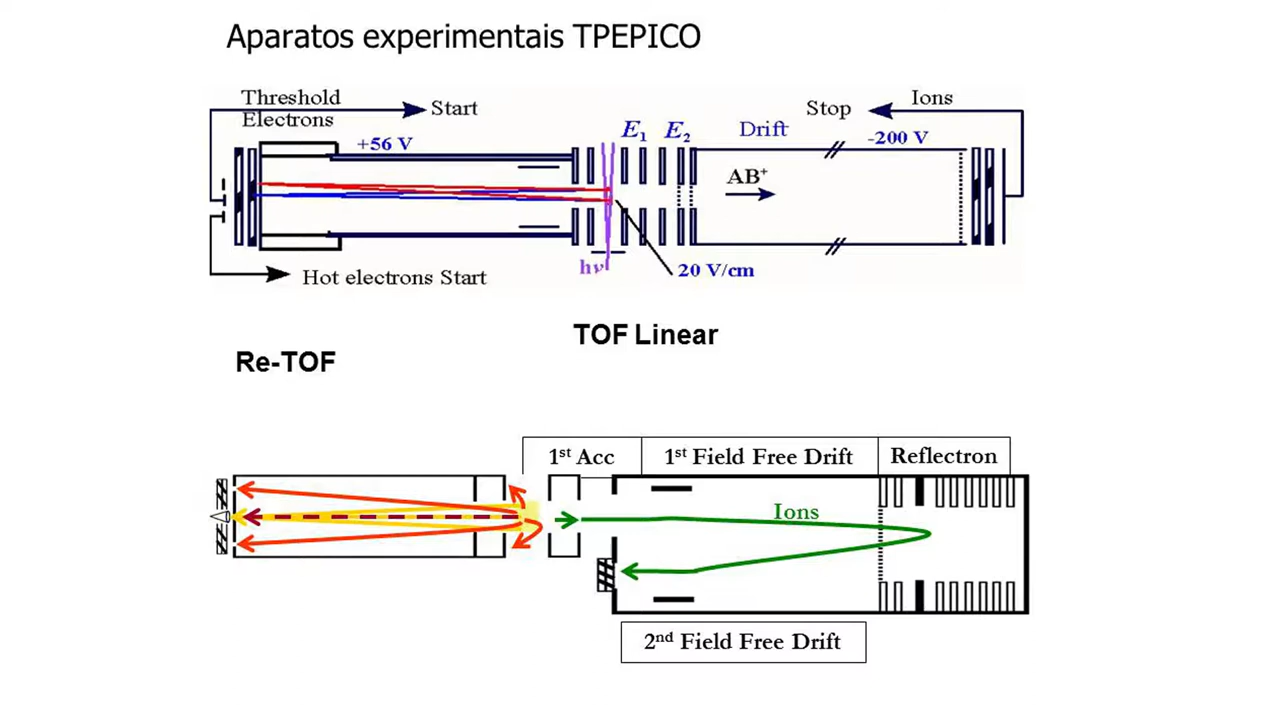 Aparatos experimentais TPEPICO
Threshold
Electrons
Start
Stop
Ions
+56 V
E₁
E₂
Drift
-200 V
AB⁺
hν
20 V/cm
Hot electrons Start
TOF Linear
Re-TOF
1ˢᵗ Acc
1ˢᵗ Field Free Drift
Reflectron
Ions
2ⁿᵈ Field Free Drift